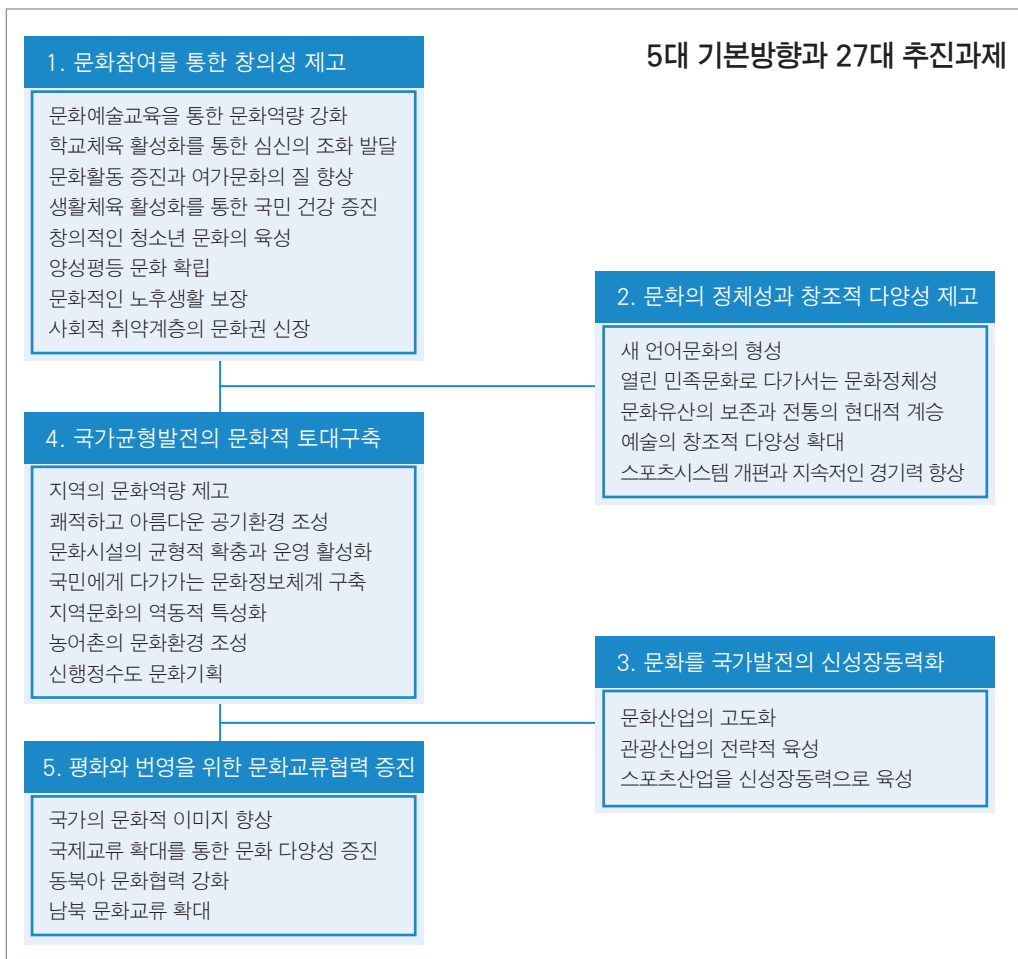 5대 기본방향과 27대 추진과제
1. 문화참여를 통한 창의성 제고
문화예술교육을 통한 문화역량 강화
학교체육 활성화를 통한 심신의 조화 발달
문화활동 증진과 여가문화의 질 향상
생활체육 활성화를 통한 국민 건강 증진
창의적인 청소년 문화의 육성
양성평등 문화 확립
문화적인 노후생활 보장
사회적 취약계층의 문화권 신장
2. 문화의 정체성과 창조적 다양성 제고
새 언어문화의 형성
열린 민족문화로 다가서는 문화정체성
문화유산의 보존과 전통의 현대적 계승
예술의 창조적 다양성 확대
스포츠시스템 개편과 지속저인 경기력 향상
4. 국가균형발전의 문화적 토대구축
지역의 문화역량 제고
쾌적하고 아름다운 공기환경 조성
문화시설의 균형적 확충과 운영 활성화
국민에게 다가가는 문화정보체계 구축
지역문화의 역동적 특성화
농어촌의 문화환경 조성
신행정수도 문화기획
3. 문화를 국가발전의 신성장동력화
문화산업의 고도화
관광산업의 전략적 육성
스포츠산업을 신성장동력으로 육성
5. 평화와 번영을 위한 문화교류협력 증진
국가의 문화적 이미지 향상
국제교류 확대를 통한 문화 다양성 증진
동북아 문화협력 강화
남북 문화교류 확대